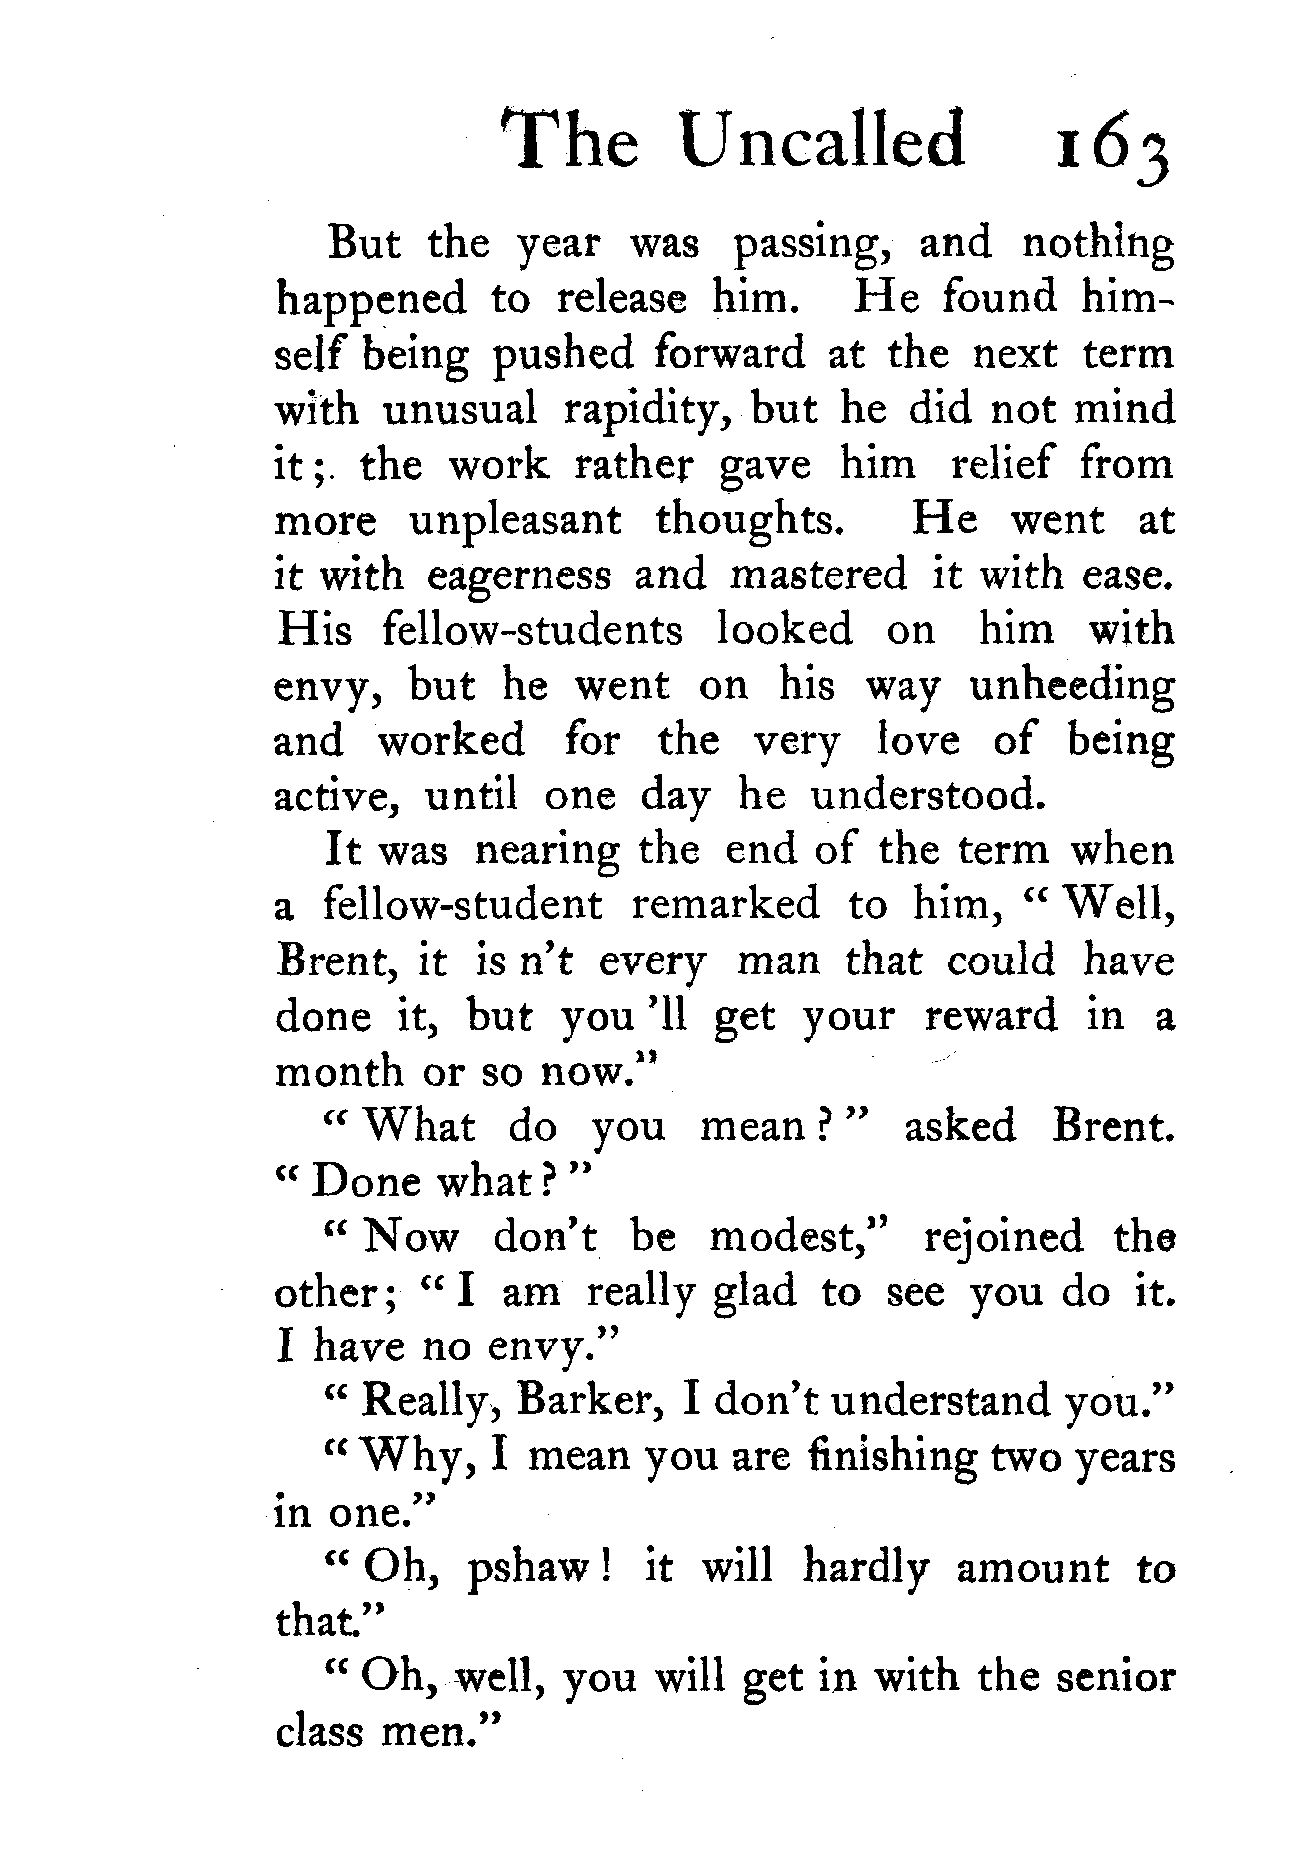 The Uncalled 163
But the year was passing, and nothing
happened to release him. He found him-
self being pushed forward at the next term
with unusual rapidity, but he did not mind
it; the work rather gave him relief from
more unpleasant thoughts. He went at
it with eagerness and mastered it with ease.
His fellow-students looked on him with
envy, but he went on his way unheeding
and worked for the very love of being
active, until one day he understood.
It was nearing the end of the term when
a fellow-student remarked to him, “ Well,
Brent, it is n’t every man that could have
done it, but you ’ll get your reward in a
month or so now.”
“ What do you mean ? ” asked Brent.
“ Done what ? ”
“ Now don’t be modest,” rejoined the
other; “ I am really glad to see you do it.
I have no envy.”
“ Really, Barker, I don’t understand you.”
“ Why, I mean you are finishing two years
in one.”
“ Oh, pshaw ! it will hardly amount to
that.”
“ Oh, well, you will get in with the senior
class men.”